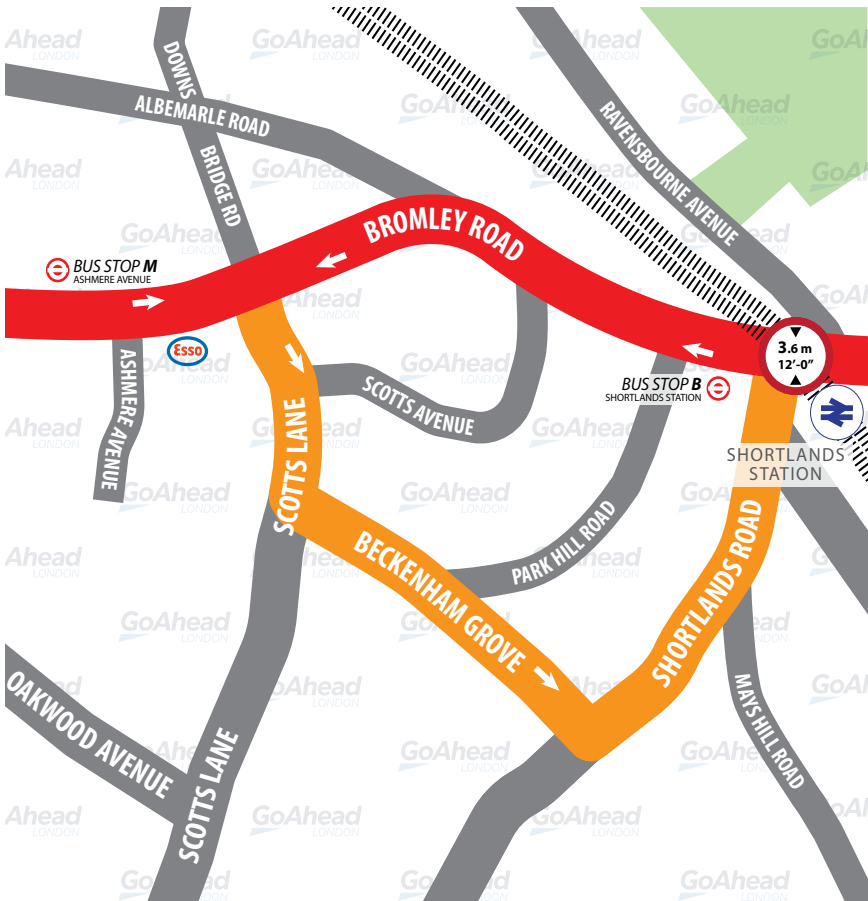 DOWNS
BRIDGE RD
ALBEMARLE ROAD
RAVENSBOURNE AVENUE
BROMLEY ROAD
BUS STOP M
ASHMERE AVENUE
Esso
ASHMERE AVENUE
SCOTTS LANE
SCOTTS AVENUE
BUS STOP B
SHORTLANDS STATION
3.6 m
12'-0"
SHORTLANDS
STATION
BECKENHAM GROVE
PARK HILL ROAD
SHORTLANDS ROAD
MAYS HILL ROAD
OAKWOOD AVENUE
SCOTTS LANE
GoAhead
LONDON